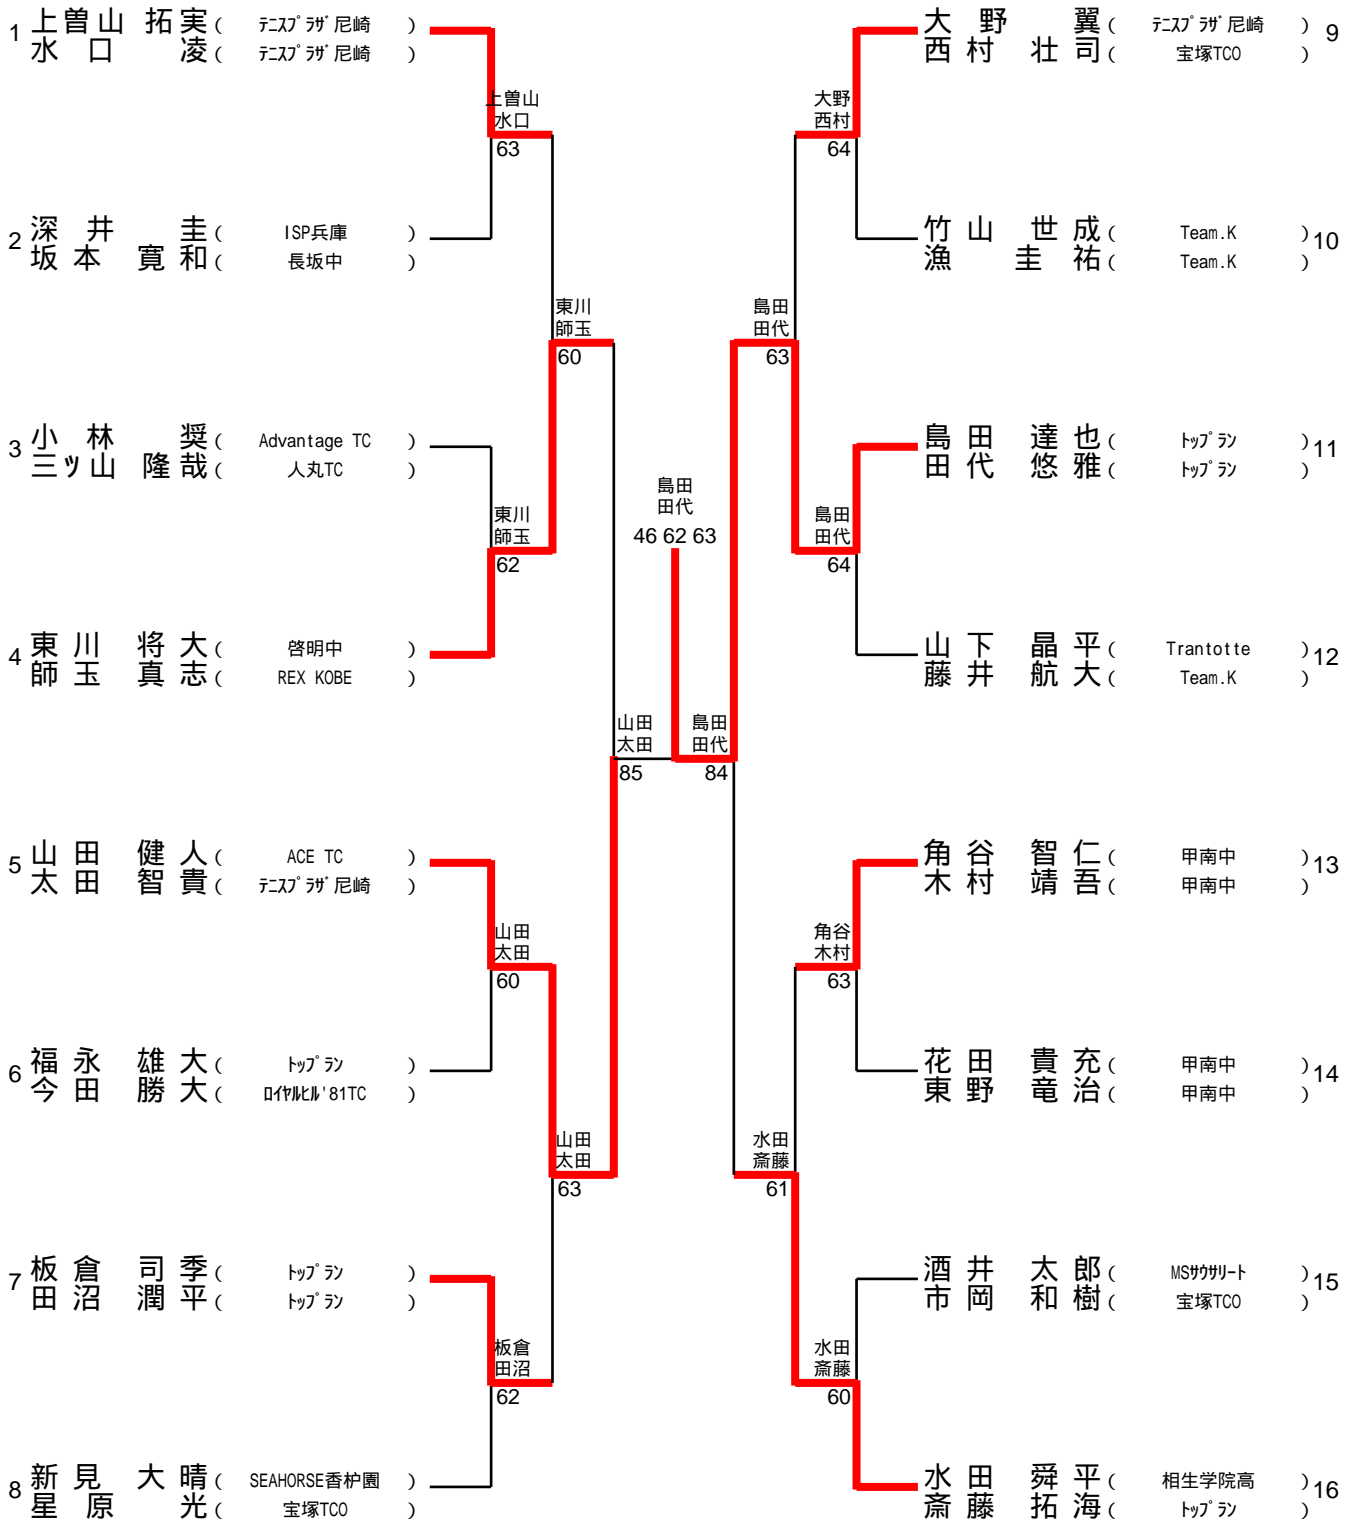 1 上曽山 拓実 ( テニスプラザ尼崎 )
水口 凌 ( テニスプラザ尼崎 )
上曽山
水口
63
2 深井 圭 ( ISP兵庫 )
坂本 寛和 ( 長坂中 )
東川
師玉
60
3 小林 奨 ( Advantage TC )
三ッ山 隆哉 ( 人丸TC )
東川
師玉
62
4 東川 将大 ( 啓明中 )
師玉 真志 ( REX KOBE )
山田
太田
85
5 山田 健人 ( ACE TC )
太田 智貴 ( テニスプラザ尼崎 )
山田
太田
60
6 福永 雄大 ( トップラン )
今田 勝大 ( ロイヤルヒル'81TC )
山田
太田
63
7 板倉 司季 ( トップラン )
田沼 潤平 ( トップラン )
板倉
田沼
62
8 新見 大晴 ( SEAHORSE香枦園 )
星原 光 ( 宝塚TCO )
島田
田代
46 62 63
大野 翼 ( テニスプラザ尼崎 ) 9
西村 壮司 ( 宝塚TCO )
大野
西村
64
竹山 世成 ( Team.K ) 10
漁 圭祐 ( Team.K )
島田
田代
63
島田 達也 ( トップラン ) 11
田代 悠雅 ( トップラン )
島田
田代
64
山下 晶平 ( Trantotte ) 12
藤井 航大 ( Team.K )
島田
田代
84
角谷 智仁 ( 甲南中 ) 13
木村 靖吾 ( 甲南中 )
角谷
木村
63
花田 貴充 ( 甲南中 ) 14
東野 竜治 ( 甲南中 )
水田
斎藤
61
酒井 太郎 ( MSサウサリート ) 15
市岡 和樹 ( 宝塚TCO )
水田
斎藤
60
水田 舜平 ( 相生学院高 ) 16
斎藤 拓海 ( トップラン )